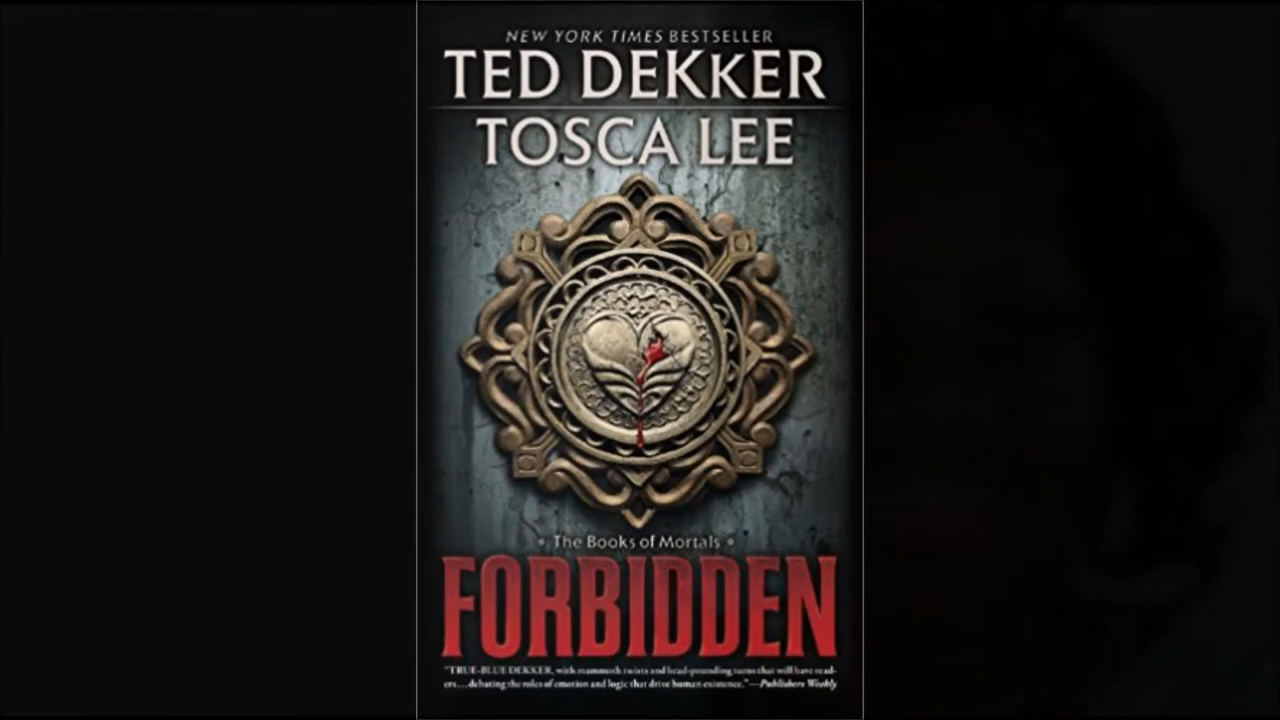 NEW YORK TIMES BESTSELLER
TED DEKKER
TOSCA LEE
• The Books of Mortals •
FORBIDDEN
"TRUE-BLUE DEKKER, with mammoth twists and head-pounding turns that will have read-
ers...debating the roles of emotion and logic that drive human existence."—Publishers Weekly